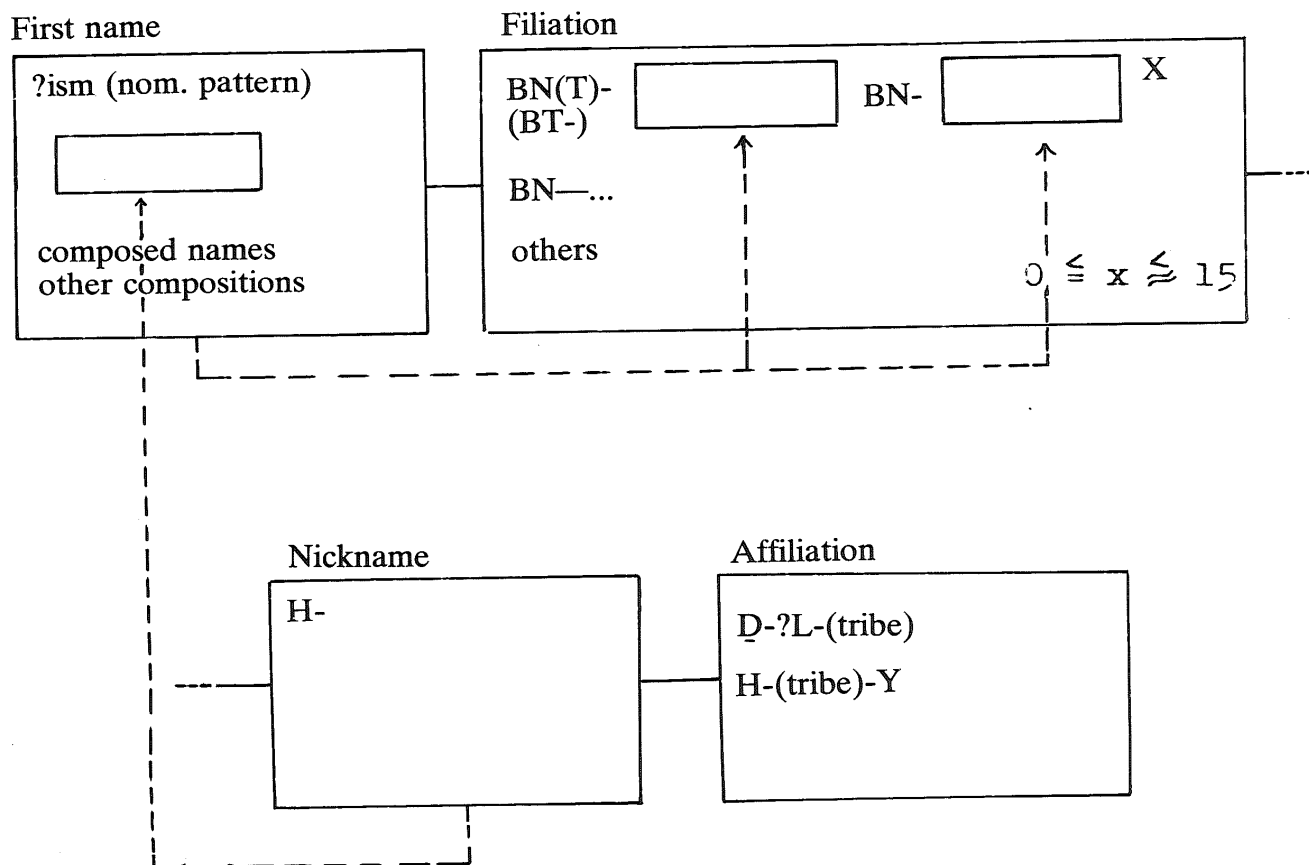 First name
?ism (nom. pattern)
composed names
other compositions
Filiation
BN(T)-
(BT-)
BN-
X
BN—...
others
0 ≦ x ⪅ 15
Nickname
H-
Affiliation
D̲-?L-(tribe)
H-(tribe)-Y